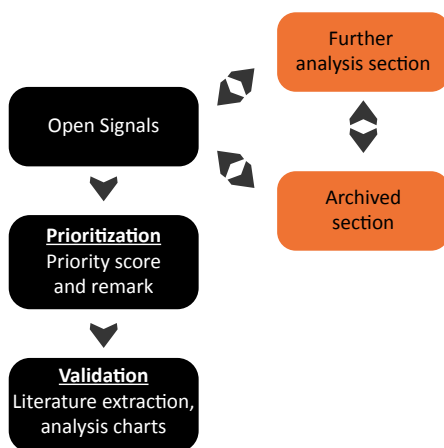 Further
analysis section
Open Signals
Archived
section
Prioritization
Priority score
and remark
Validation
Literature extraction,
analysis charts